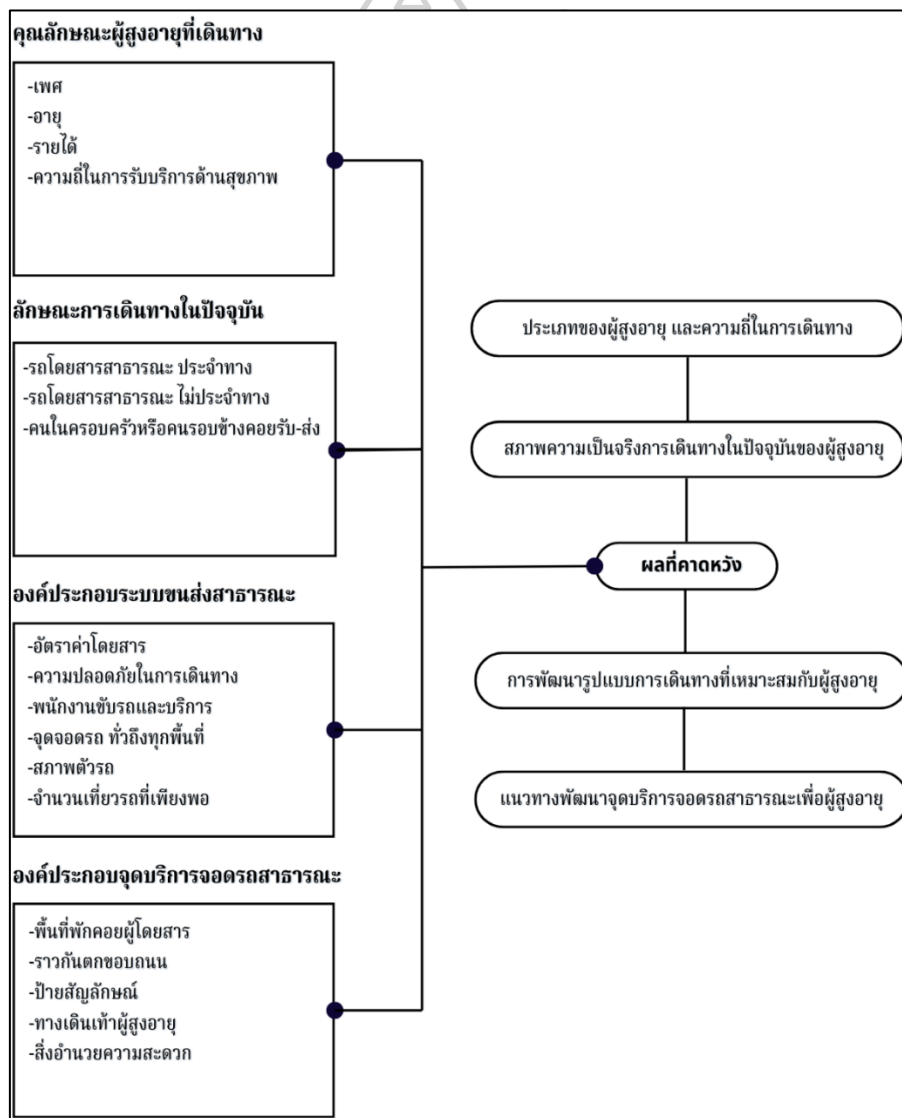 คุณลักษณะผู้สูงอายุที่เดินทาง
-เพศ
-อายุ
-รายได้
-ความถี่ในการรับบริการด้านสุขภาพ
ลักษณะการเดินทางในปัจจุบัน
-รถโดยสารสาธารณะ ประจำทาง
-รถโดยสารสาธารณะ ไม่ประจำทาง
-คนในครอบครัวหรือคนรอบข้างคอยรับ-ส่ง
องค์ประกอบระบบขนส่งสาธารณะ
-อัตราค่าโดยสาร
-ความปลอดภัยในการเดินทาง
-พนักงานขับรถและบริการ
-จุดจอดรถ ทั่วถึงทุกพื้นที่
-สภาพตัวรถ
-จำนวนเที่ยวรถที่เพียงพอ
องค์ประกอบจุดบริการจอดรถสาธารณะ
-พื้นที่พักคอยผู้โดยสาร
-ราวกันตกขอบถนน
-ป้ายสัญลักษณ์
-ทางเดินเท้าผู้สูงอายุ
-สิ่งอำนวยความสะดวก
ประเภทของผู้สูงอายุ และความถี่ในการเดินทาง
สภาพความเป็นจริงการเดินทางในปัจจุบันของผู้สูงอายุ
ผลที่คาดหวัง
การพัฒนารูปแบบการเดินทางที่เหมาะสมกับผู้สูงอายุ
แนวทางพัฒนาจุดบริการจอดรถสาธารณะเพื่อผู้สูงอายุ